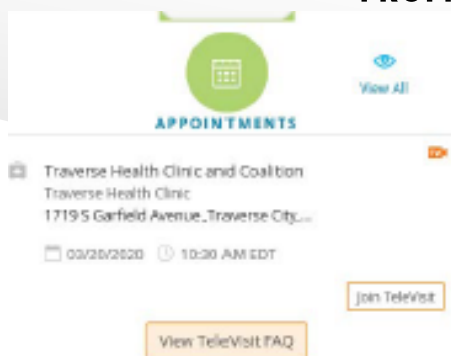 View All
APPOINTMENTS
Traverse Health Clinic and Coalition
Traverse Health Clinic
1719 S Garfield Avenue, Traverse City,...
03/20/2020 10:30 AM EDT
Join TeleVisit
View TeleVisit FAQ